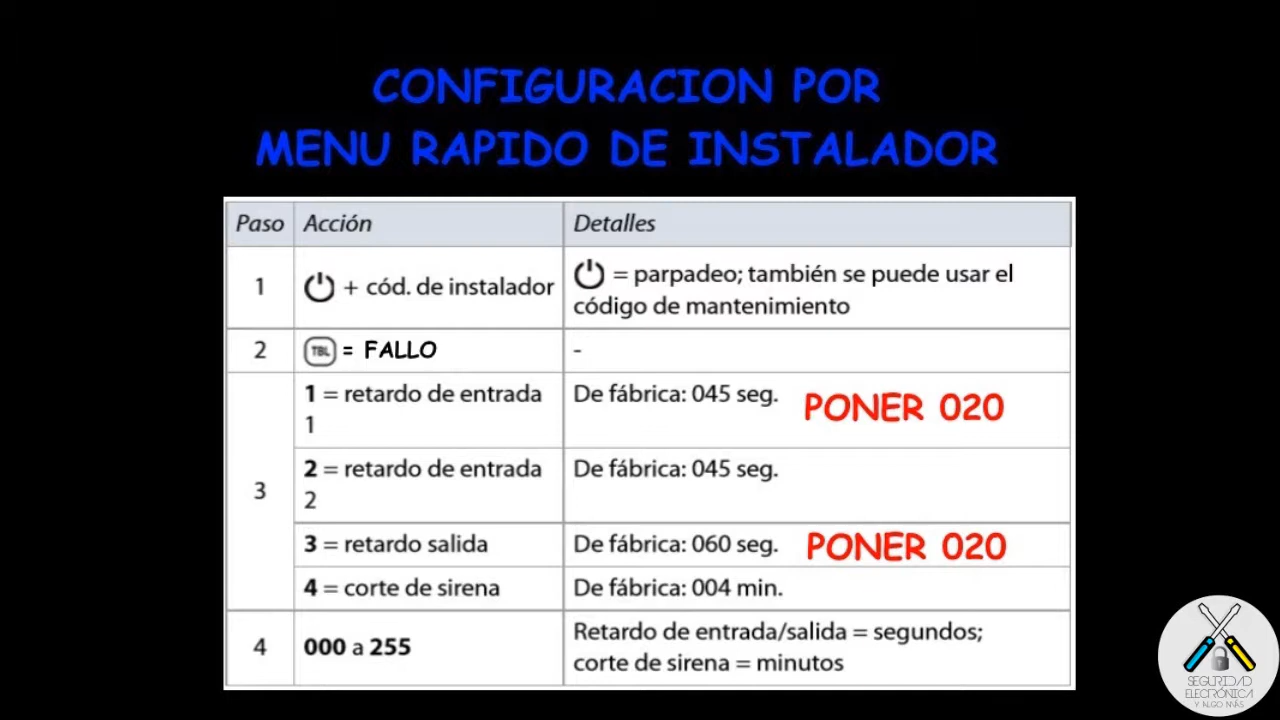 CONFIGURACION POR
MENU RAPIDO DE INSTALADOR
Paso Acción Detalles
1 + cód. de instalador = parpadeo; también se puede usar el
código de mantenimiento
2 TBL = FALLO -
3
1 = retardo de entrada
1
De fábrica: 045 seg. PONER 020
2 = retardo de entrada
2
De fábrica: 045 seg.
3 = retardo salida De fábrica: 060 seg. PONER 020
4 = corte de sirena De fábrica: 004 min.
4 000 a 255 Retardo de entrada/salida = segundos;
corte de sirena = minutos
SEGURIDAD
ELECTRÓNICA
Y ALGO MÁS